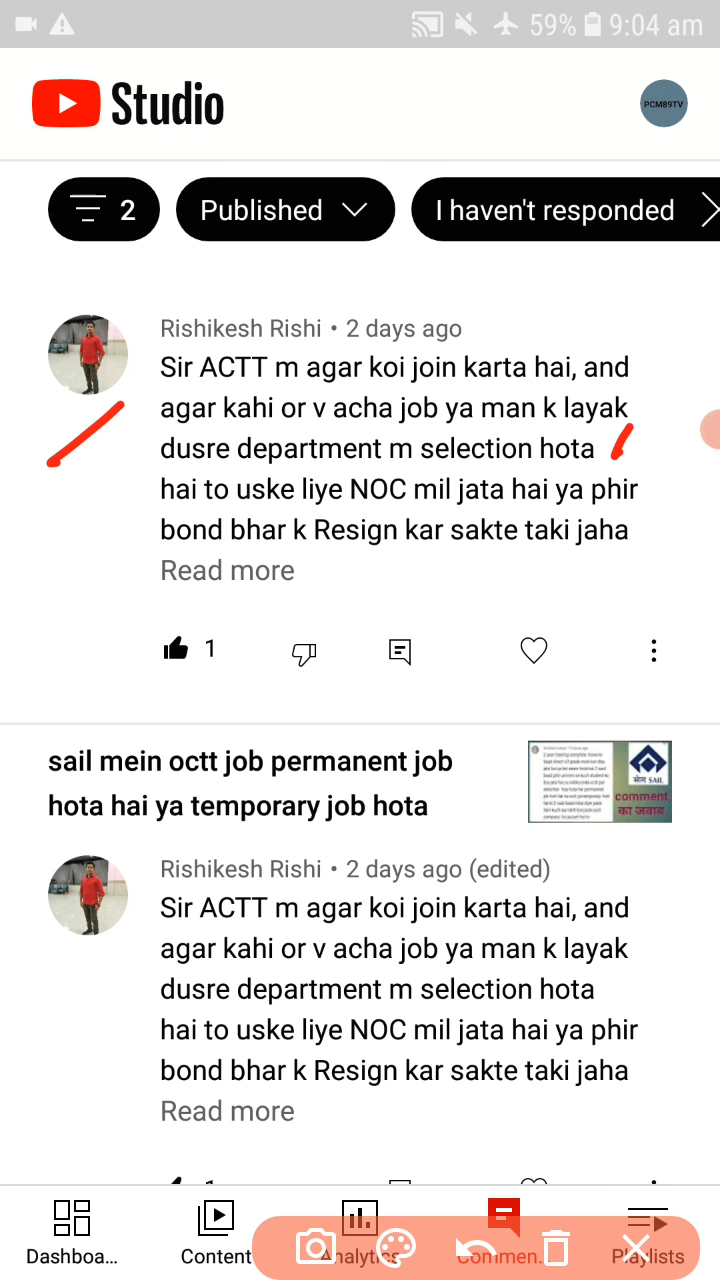 59% 9:04 am
Studio
PCM89TV
2 Published I haven't responded
Rishikesh Rishi • 2 days ago
Sir ACTT m agar koi join karta hai, and
agar kahi or v acha job ya man k layak
dusre department m selection hota
hai to uske liye NOC mil jata hai ya phir
bond bhar k Resign kar sakte taki jaha
Read more
1
sail mein octt job permanent job
hota hai ya temporary job hota
सेल SAIL
comment
का जवाब
Rishikesh Rishi • 2 days ago (edited)
Sir ACTT m agar koi join karta hai, and
agar kahi or v acha job ya man k layak
dusre department m selection hota
hai to uske liye NOC mil jata hai ya phir
bond bhar k Resign kar sakte taki jaha
Read more
Dashboa... Content Analytics Commen... Playlists